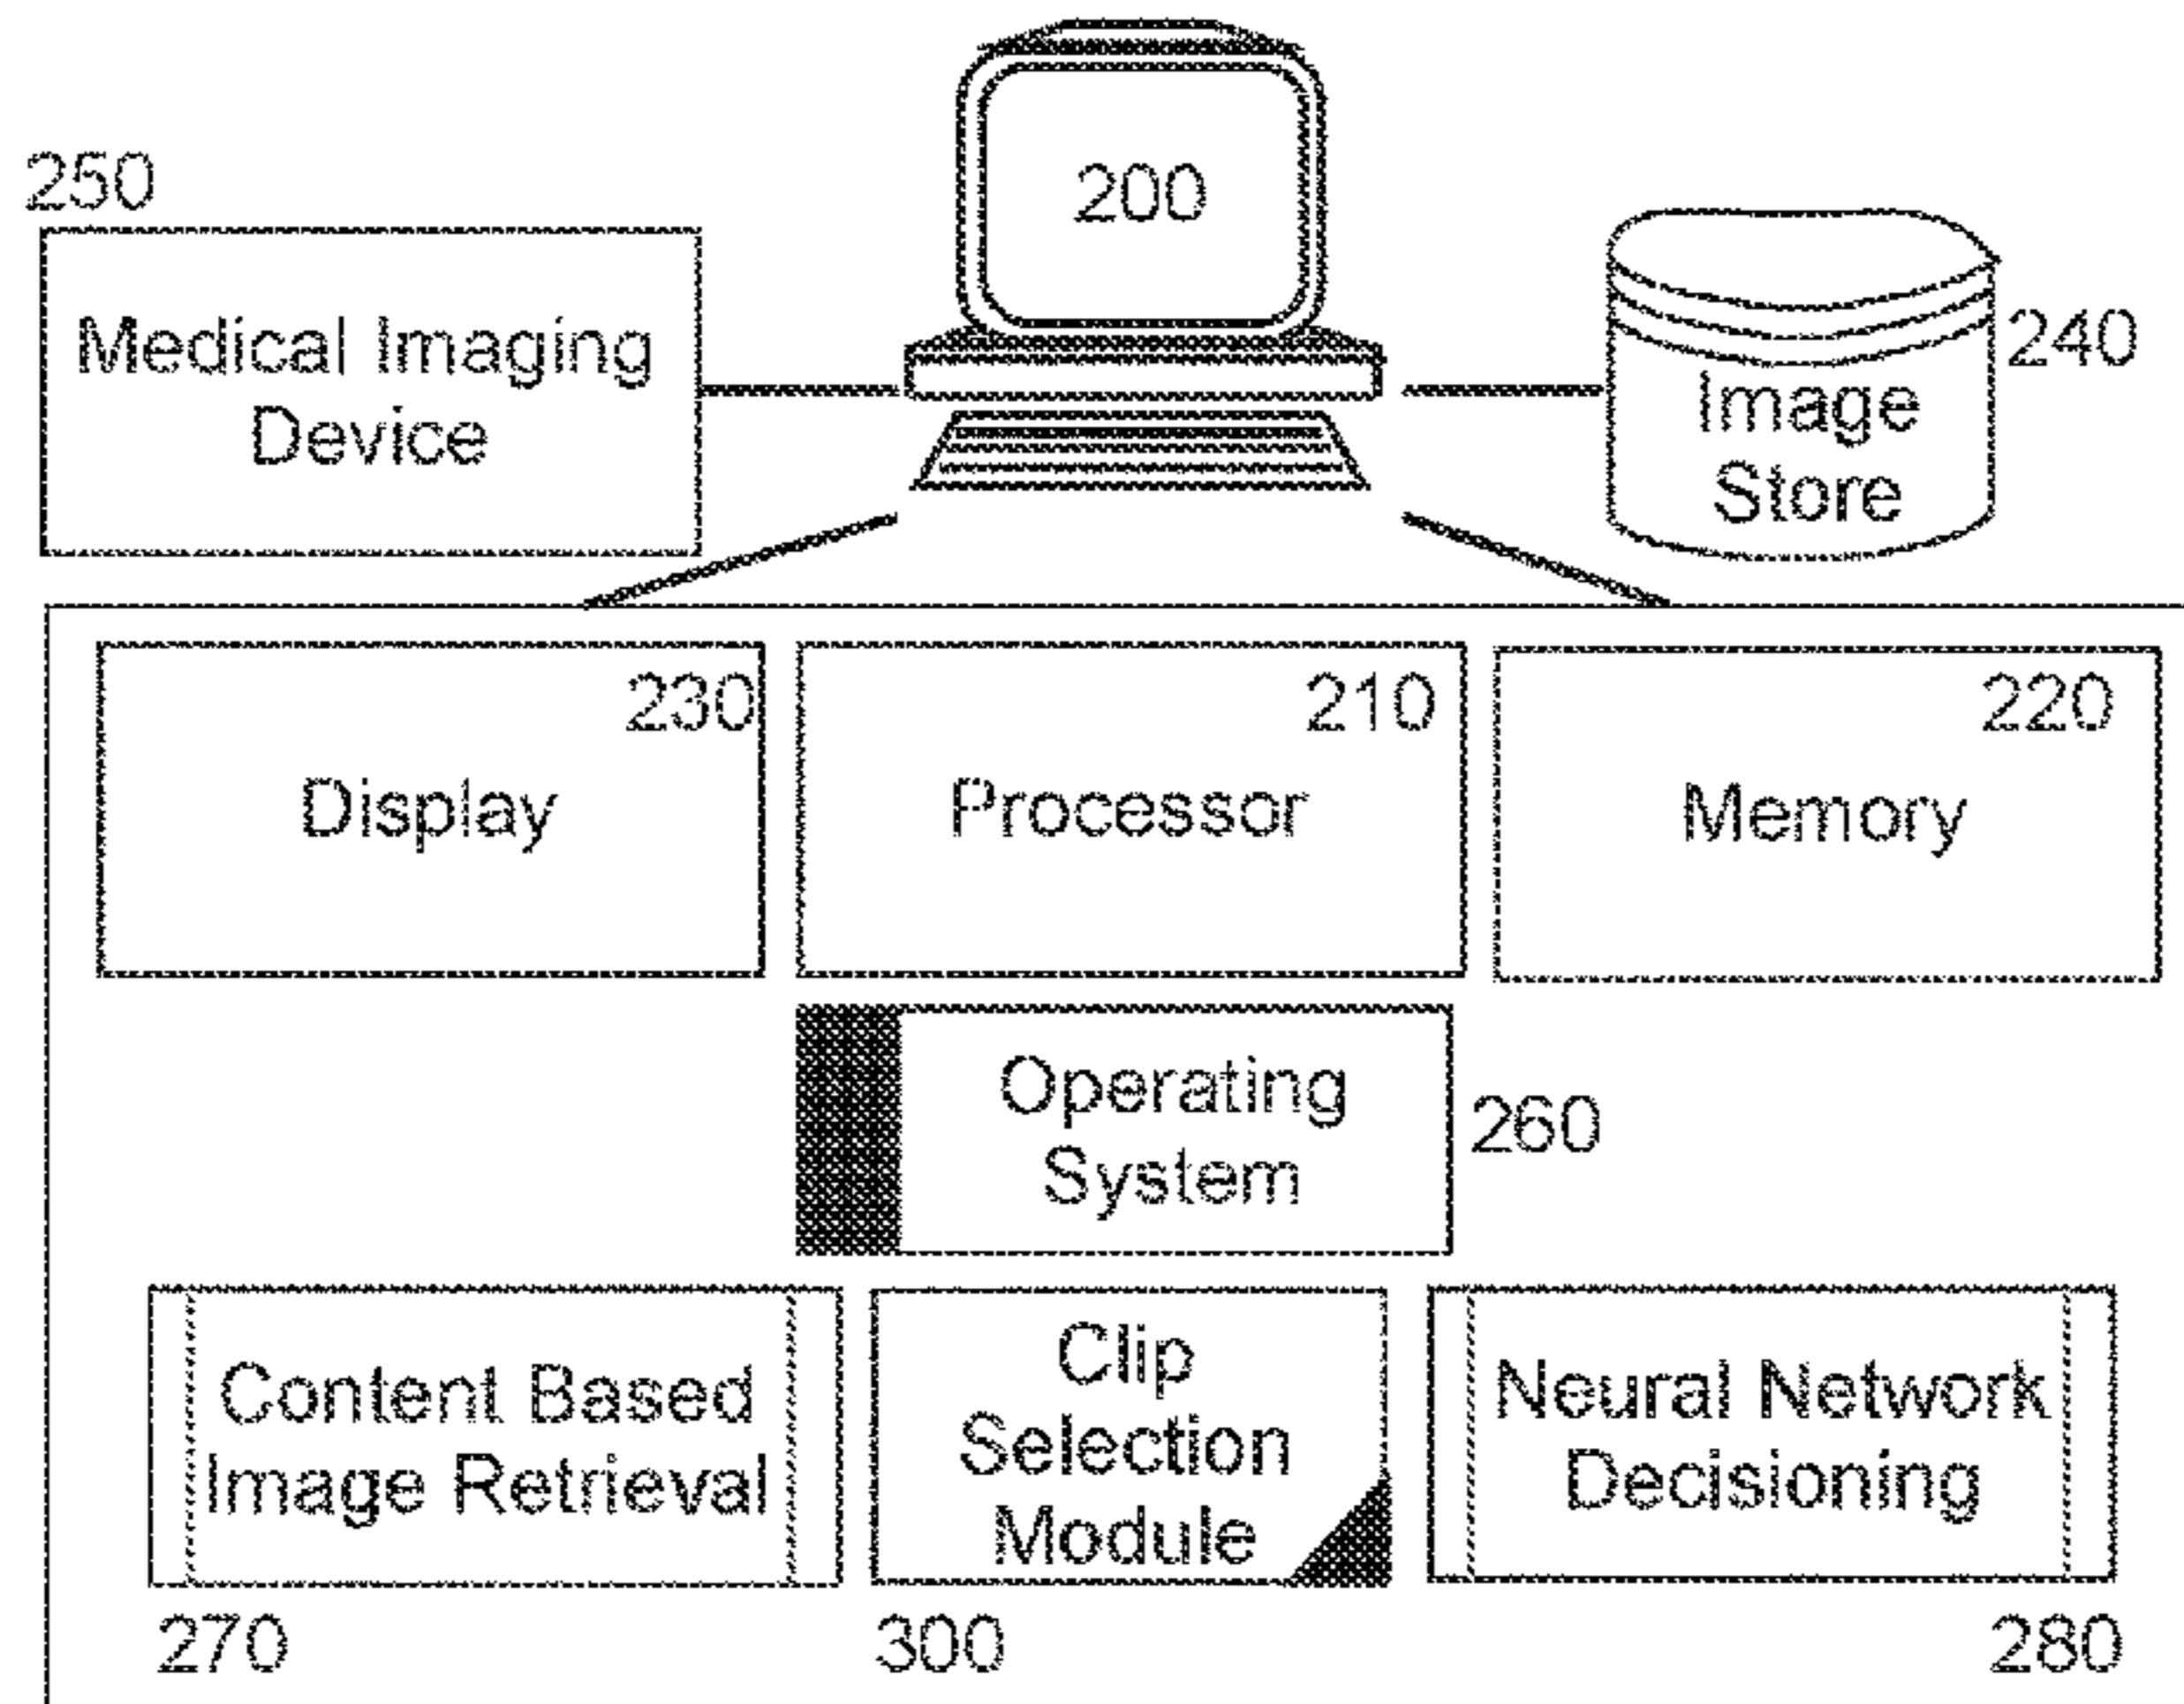 200
250
Medical Imaging
Device
240
Image
Store
230
Display
210
Processor
220
Memory
Operating
System
260
Content Based
Image Retrieval
270
Clip
Selection
Module
300
Neural Network
Decisioning
280